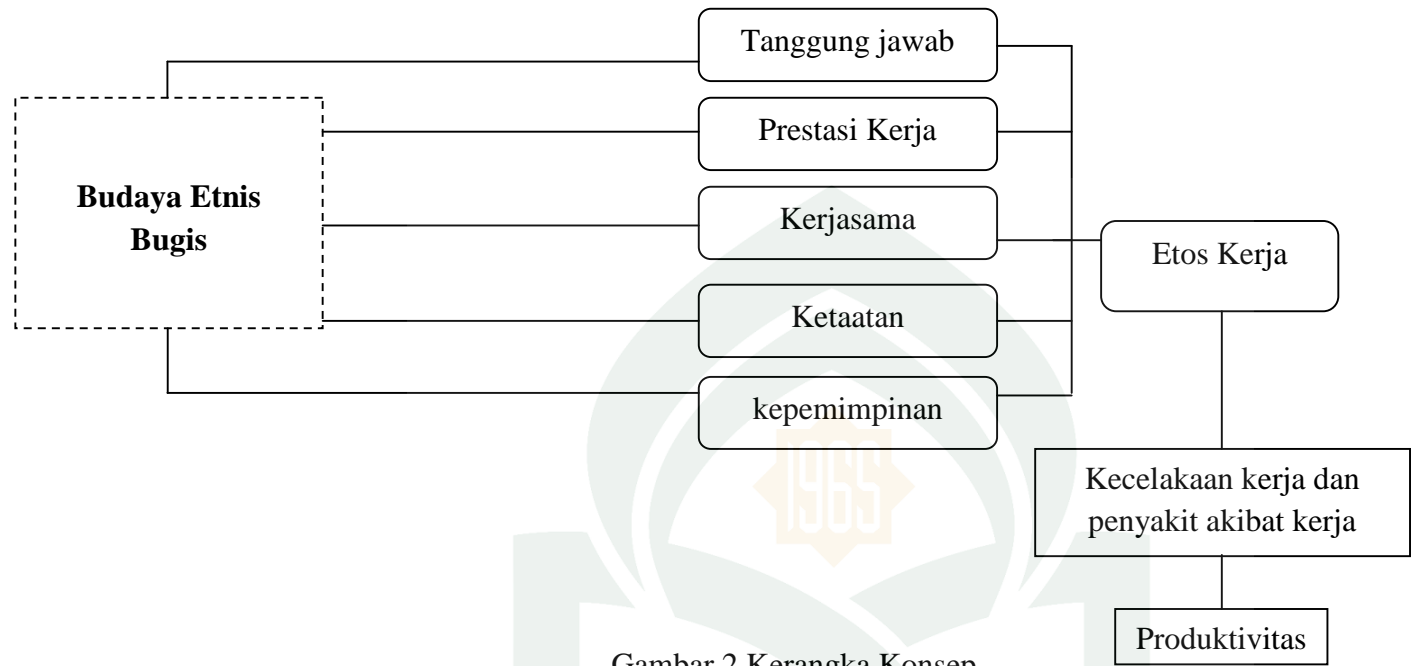 Tanggung jawab
Prestasi Kerja
Budaya Etnis
Bugis
Kerjasama
Etos Kerja
Ketaatan
kepemimpinan
1965
Kecelakaan kerja dan
penyakit akibat kerja
Produktivitas
Gambar 2 Kerangka Konsep